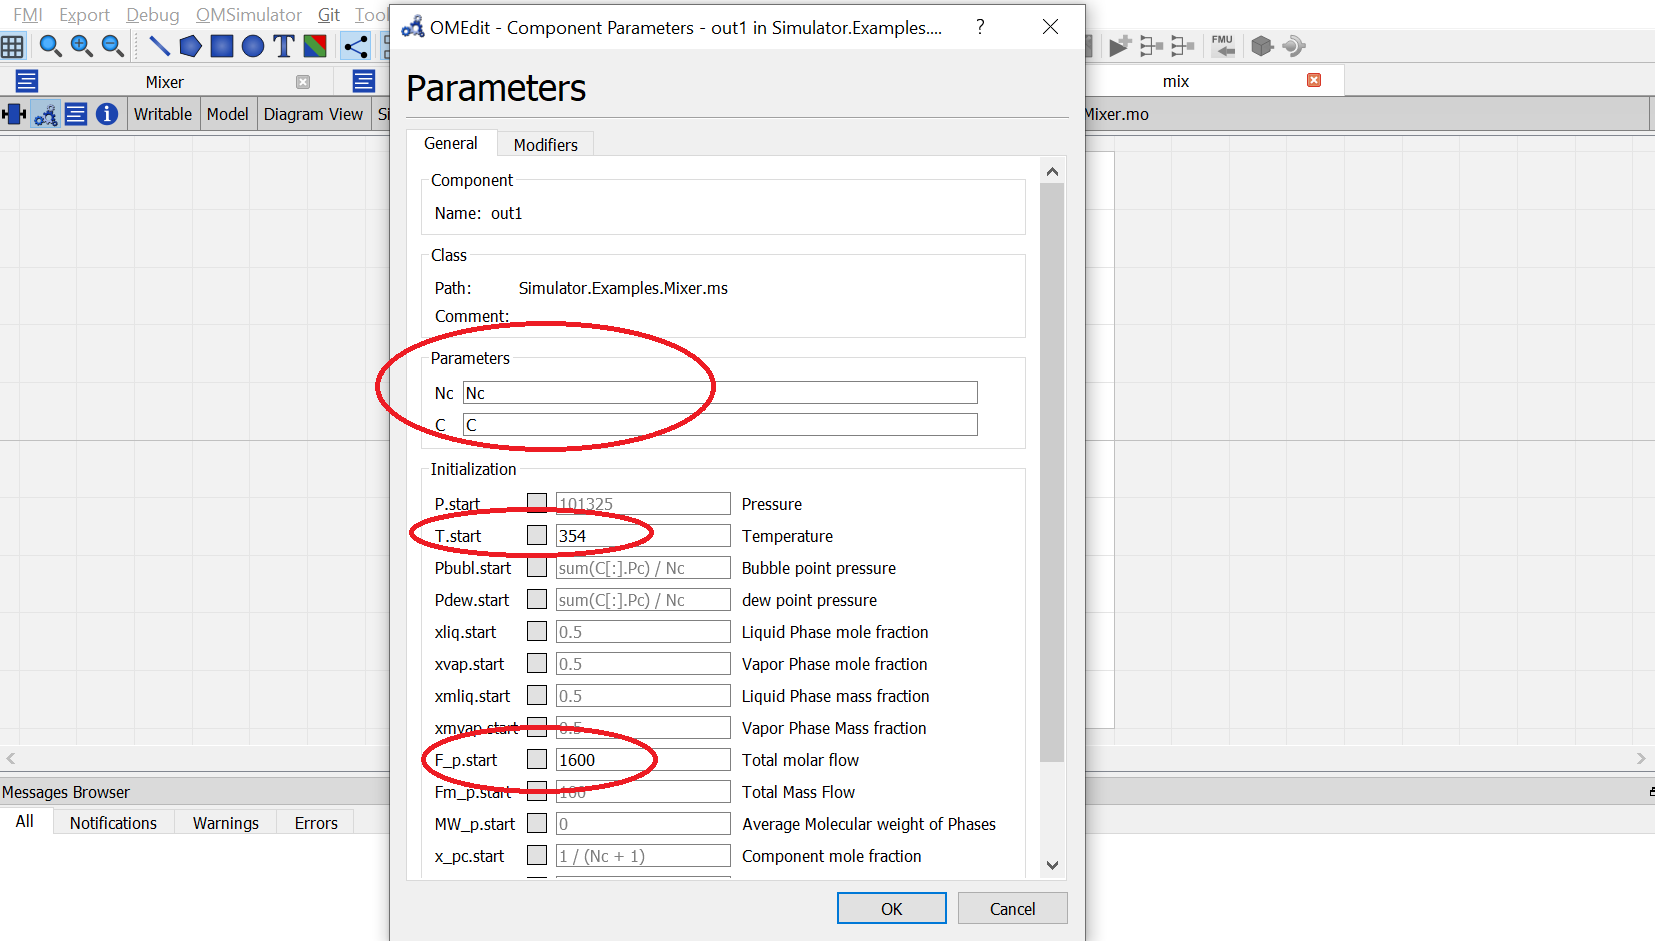 FMI Export Debug OMSimulator Git
OMEdit - Component Parameters - out1 in Simulator.Examples.... ?
FMU
Mixer
mix
Writable Model Diagram View
Mixer.mo
Parameters
General Modifiers
Component
Name: out1
Class
Path: Simulator.Examples.Mixer.ms
Comment:
Parameters
Nc Nc
C C
Initialization
P.start 101325 Pressure
T.start 354 Temperature
Pbubl.start sum(C[:].Pc) / Nc Bubble point pressure
Pdew.start sum(C[:].Pc) / Nc dew point pressure
xliq.start 0.5 Liquid Phase mole fraction
xvap.start 0.5 Vapor Phase mole fraction
xmliq.start 0.5 Liquid Phase mass fraction
xmvap.start 0.5 Vapor Phase Mass fraction
F_p.start 1600 Total molar flow
Fm_p.start 100 Total Mass Flow
MW_p.start 0 Average Molecular weight of Phases
x_pc.start 1 / (Nc + 1) Component mole fraction
OK Cancel
Messages Browser
All Notifications Warnings Errors